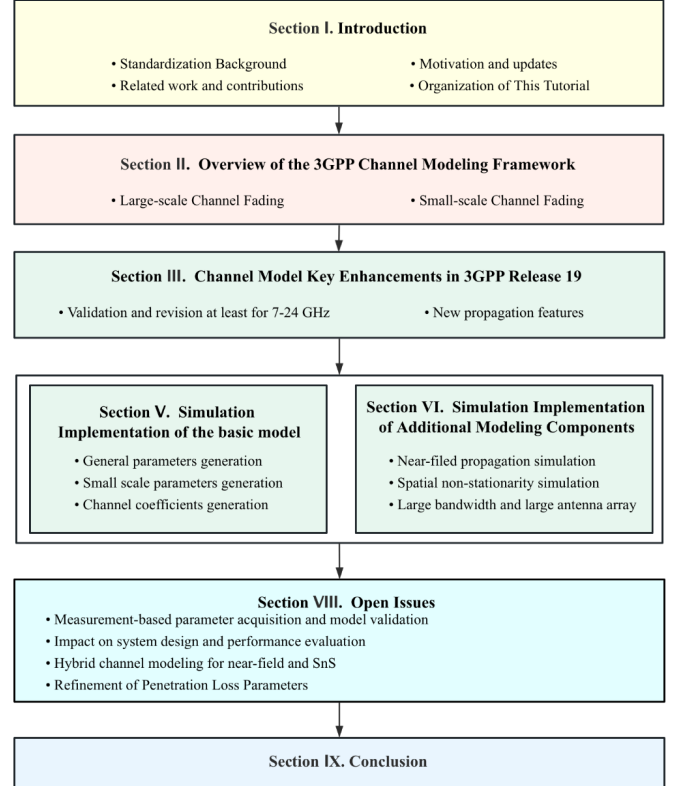 Section I. Introduction
• Standardization Background
• Motivation and updates
• Related work and contributions
• Organization of This Tutorial
Section II. Overview of the 3GPP Channel Modeling Framework
• Large-scale Channel Fading
• Small-scale Channel Fading
Section III. Channel Model Key Enhancements in 3GPP Release 19
• Validation and revision at least for 7-24 GHz
• New propagation features
Section V. Simulation
Implementation of the basic model
• General parameters generation
• Small scale parameters generation
• Channel coefficients generation
Section VI. Simulation Implementation
of Additional Modeling Components
• Near-filed propagation simulation
• Spatial non-stationarity simulation
• Large bandwidth and large antenna array
Section VIII. Open Issues
• Measurement-based parameter acquisition and model validation
• Impact on system design and performance evaluation
• Hybrid channel modeling for near-field and SnS
• Refinement of Penetration Loss Parameters
Section IX. Conclusion